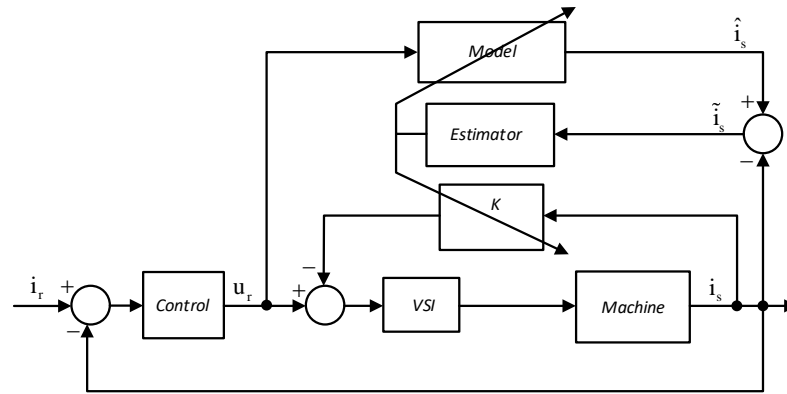 Model
î_s
+
ĩ_s
Estimator
−
K
−
i_r
+
−
Control
u_r
+
VSI
Machine
i_s